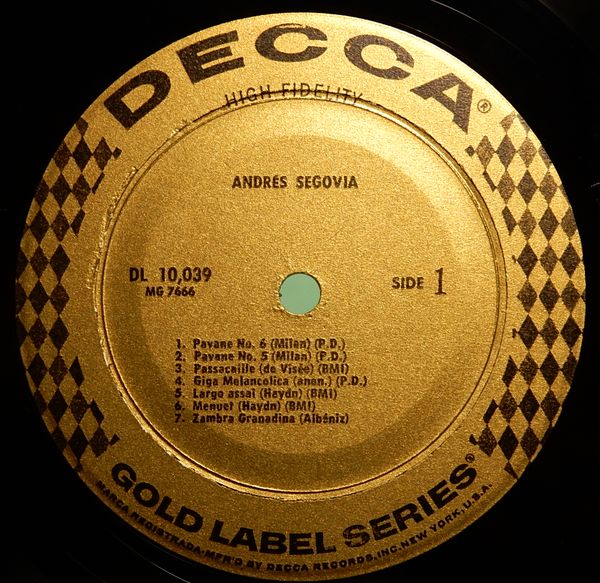 DECCA®
HIGH FIDELITY
ANDRÉS SEGOVIA
DL 10,039
MG 7666
SIDE 1
1. Pavane No. 6 (Milan) (P.D.)
2. Pavane No. 5 (Milan) (P.D.)
3. Passacaille (de Visée) (BMI)
4. Giga Melancolica (anon.) (P.D.)
5. Largo assai (Haydn) (BMI)
6. Menuet (Haydn) (BMI)
7. Zambra Granadina (Albéniz)
GOLD LABEL SERIES®
MARCA REGISTRADA·MFR'D BY DECCA RECORDS, INC. NEW YORK, U.S.A.